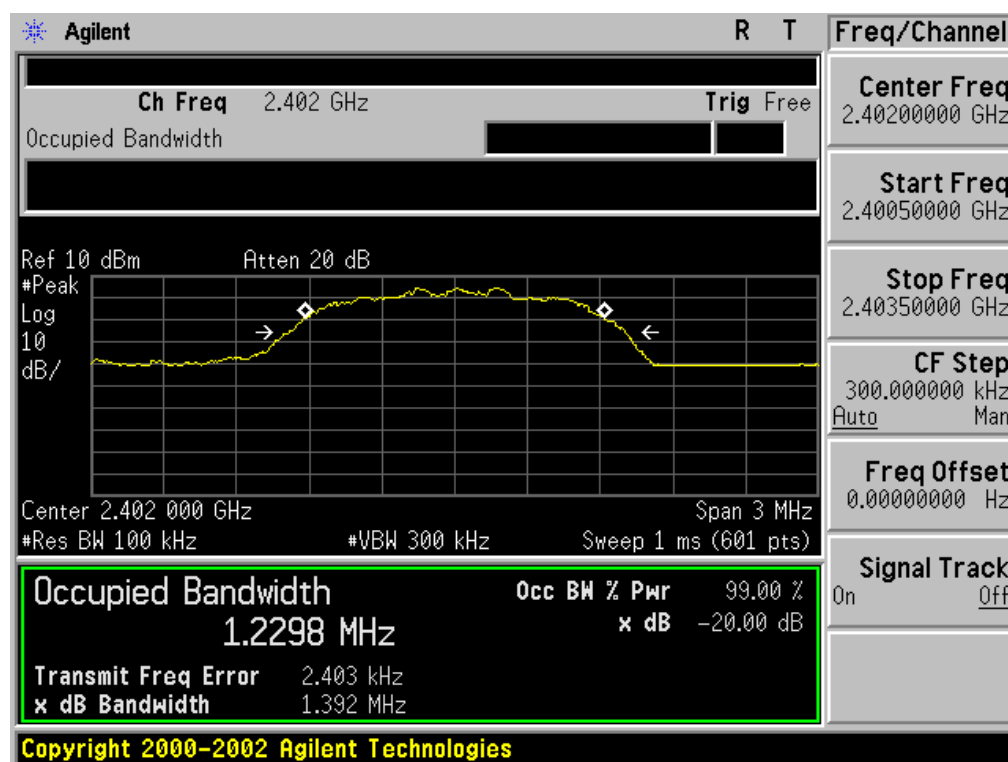 Agilent R T
Freq/Channel
Ch Freq 2.402 GHz Trig Free
Occupied Bandwidth
Center Freq
2.40200000 GHz
Start Freq
2.40050000 GHz
Stop Freq
2.40350000 GHz
CF Step
300.000000 kHz
Auto Man
Freq Offset
0.00000000 Hz
Signal Track
On Off
Ref 10 dBm Atten 20 dB
#Peak
Log
10
dB/
Center 2.402 000 GHz Span 3 MHz
#Res BW 100 kHz #VBW 300 kHz Sweep 1 ms (601 pts)
Occupied Bandwidth
1.2298 MHz
Occ BW % Pwr 99.00 %
x dB -20.00 dB
Transmit Freq Error 2.403 kHz
x dB Bandwidth 1.392 MHz
Copyright 2000-2002 Agilent Technologies